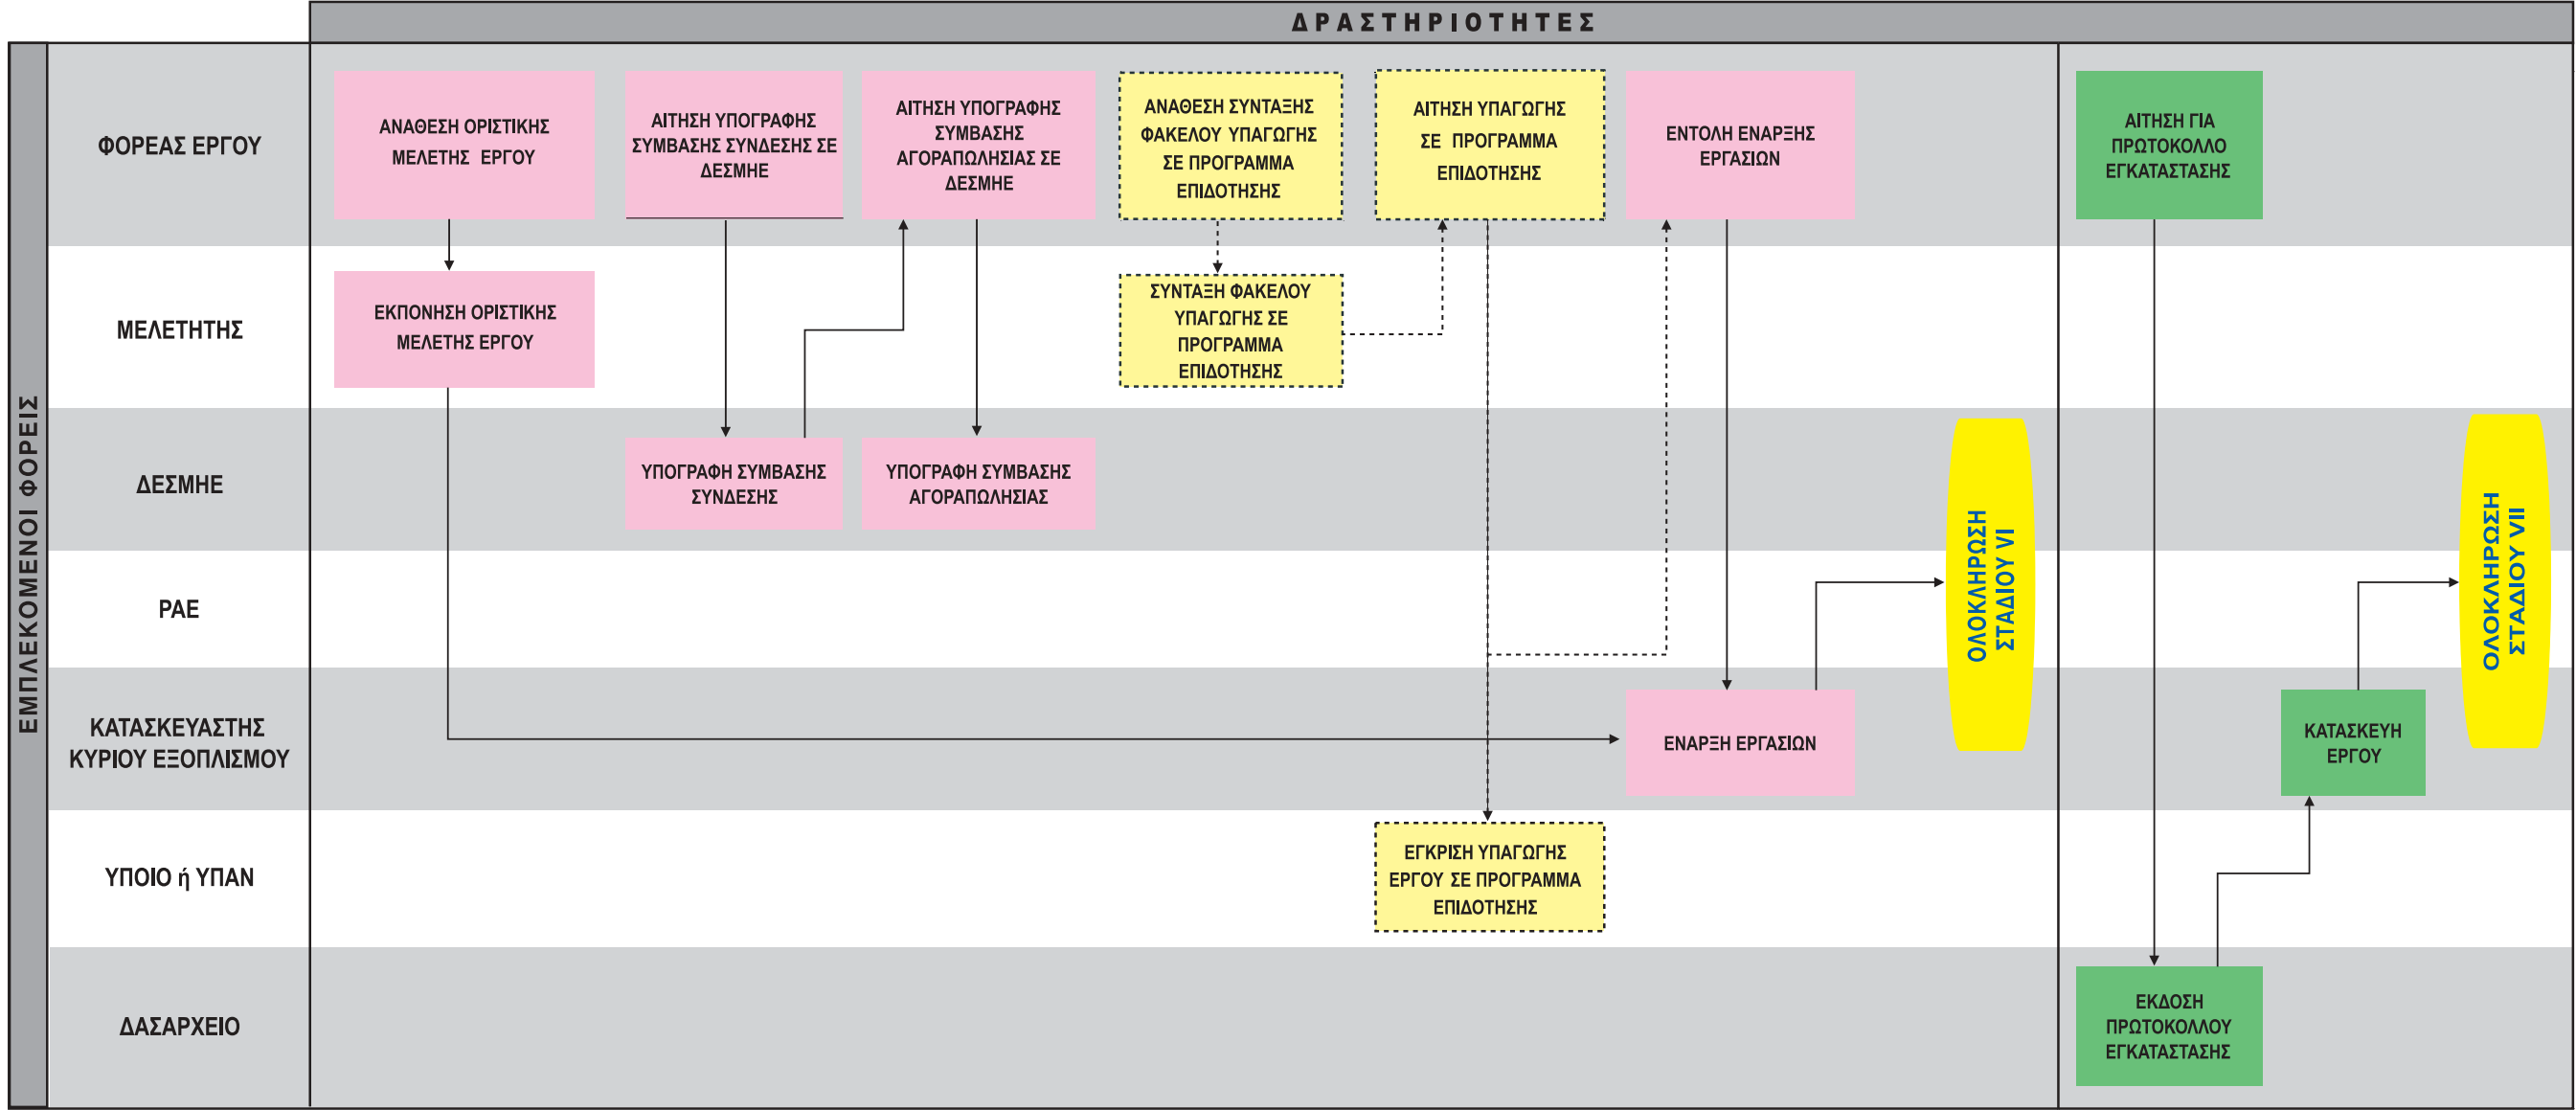 ΔΡΑΣΤΗΡΙΟΤΗΤΕΣ
ΕΜΠΛΕΚΟΜΕΝΟΙ ΦΟΡΕΙΣ
ΦΟΡΕΑΣ ΕΡΓΟΥ
ΑΝΑΘΕΣΗ ΟΡΙΣΤΙΚΗΣ
ΜΕΛΕΤΗΣ ΕΡΓΟΥ
ΑΙΤΗΣΗ ΥΠΟΓΡΑΦΗΣ
ΣΥΜΒΑΣΗΣ ΣΥΝΔΕΣΗΣ ΣΕ
ΔΕΣΜΗΕ
ΑΙΤΗΣΗ ΥΠΟΓΡΑΦΗΣ
ΣΥΜΒΑΣΗΣ
ΑΓΟΡΑΠΩΛΗΣΙΑΣ ΣΕ
ΔΕΣΜΗΕ
ΑΝΑΘΕΣΗ ΣΥΝΤΑΞΗΣ
ΦΑΚΕΛΟΥ ΥΠΑΓΩΓΗΣ
ΣΕ ΠΡΟΓΡΑΜΜΑ
ΕΠΙΔΟΤΗΣΗΣ
ΑΙΤΗΣΗ ΥΠΑΓΩΓΗΣ
ΣΕ ΠΡΟΓΡΑΜΜΑ
ΕΠΙΔΟΤΗΣΗΣ
ΕΝΤΟΛΗ ΕΝΑΡΞΗΣ
ΕΡΓΑΣΙΩΝ
ΑΙΤΗΣΗ ΓΙΑ
ΠΡΩΤΟΚΟΛΛΟ
ΕΓΚΑΤΑΣΤΑΣΗΣ
ΜΕΛΕΤΗΤΗΣ
ΕΚΠΟΝΗΣΗ ΟΡΙΣΤΙΚΗΣ
ΜΕΛΕΤΗΣ ΕΡΓΟΥ
ΣΥΝΤΑΞΗ ΦΑΚΕΛΟΥ
ΥΠΑΓΩΓΗΣ ΣΕ
ΠΡΟΓΡΑΜΜΑ
ΕΠΙΔΟΤΗΣΗΣ
ΔΕΣΜΗΕ
ΥΠΟΓΡΑΦΗ ΣΥΜΒΑΣΗΣ
ΣΥΝΔΕΣΗΣ
ΥΠΟΓΡΑΦΗ ΣΥΜΒΑΣΗΣ
ΑΓΟΡΑΠΩΛΗΣΙΑΣ
ΟΛΟΚΛΗΡΩΣΗ
ΣΤΑΔΙΟΥ VI
ΟΛΟΚΛΗΡΩΣΗ
ΣΤΑΔΙΟΥ VII
ΡΑΕ
ΚΑΤΑΣΚΕΥΑΣΤΗΣ
ΚΥΡΙΟΥ ΕΞΟΠΛΙΣΜΟΥ
ΕΝΑΡΞΗ ΕΡΓΑΣΙΩΝ
ΚΑΤΑΣΚΕΥΗ
ΕΡΓΟΥ
ΥΠΟΙΟ ή ΥΠΑΝ
ΕΓΚΡΙΣΗ ΥΠΑΓΩΓΗΣ
ΕΡΓΟΥ ΣΕ ΠΡΟΓΡΑΜΜΑ
ΕΠΙΔΟΤΗΣΗΣ
ΔΑΣΑΡΧΕΙΟ
ΕΚΔΟΣΗ
ΠΡΩΤΟΚΟΛΛΟΥ
ΕΓΚΑΤΑΣΤΑΣΗΣ